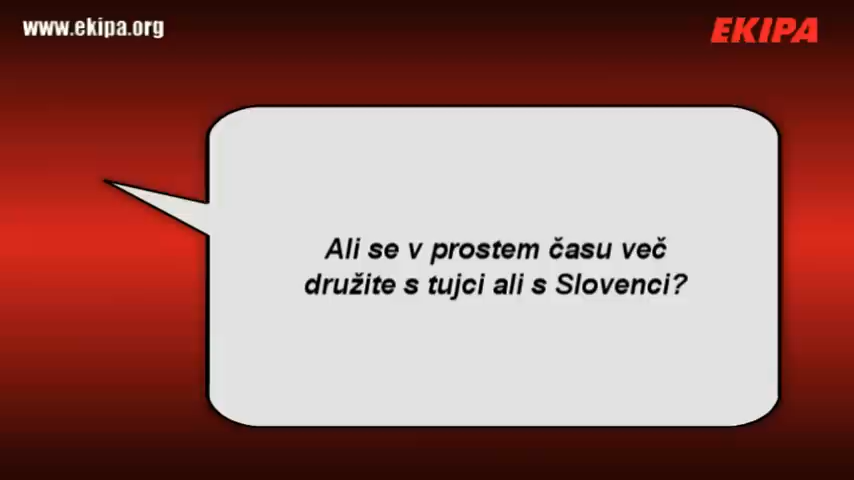 www.ekipa.org
EKIPA
Ali se v prostem času več
družite s tujci ali s Slovenci?